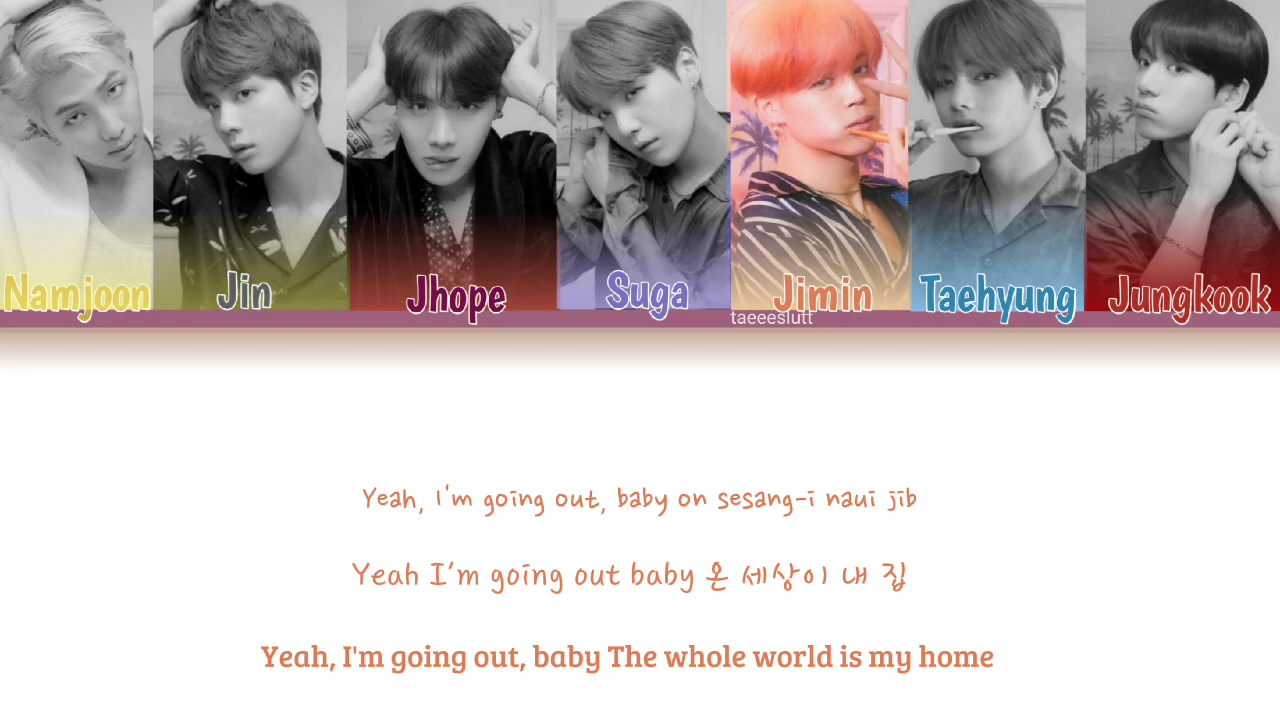 Namjoon Jin Jhope Suga Jimin Taehyung Jungkook
taeeeslutt
Yeah, I'm going out, baby on sesang-i naui jib
Yeah I'm going out baby 온 세상이 내 집
Yeah, I'm going out, baby The whole world is my home